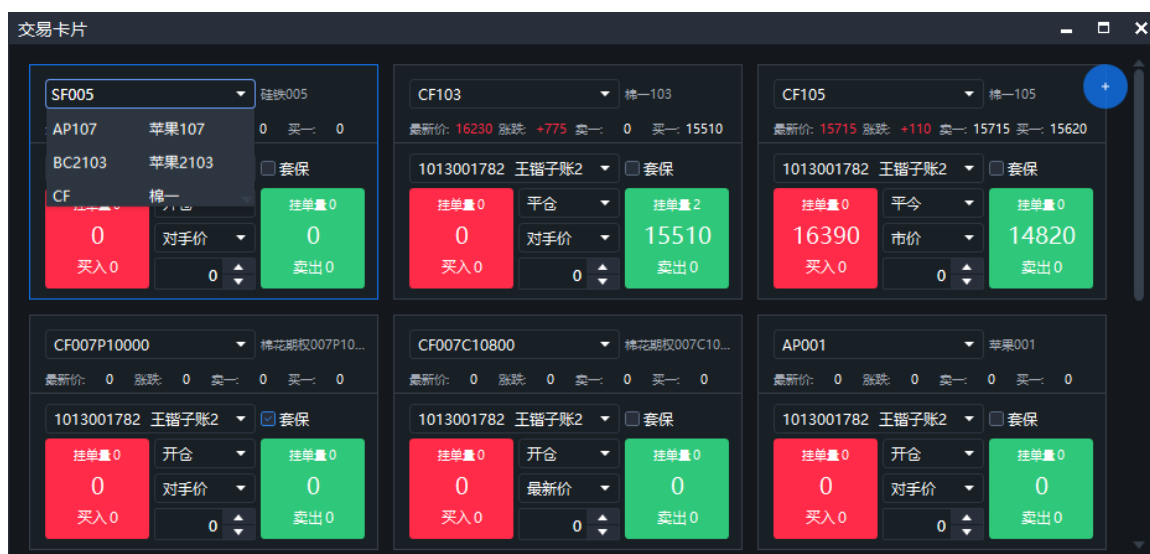 交易卡片
SF005 硅铁005 CF103 棉一103 CF105 棉一105 +
AP107 苹果107 0 买一: 0 最新价: 16230 涨跌: +775 卖一: 0 买一: 15510 最新价: 15715 涨跌: +110 卖一: 15715 买一: 15620
BC2103 苹果2103 套保 1013001782 王锴子账2 套保 1013001782 王锴子账2 套保
CF 棉一 挂单量0 挂单量0 平仓 挂单量2 挂单量0 平今 挂单量0
0 对手价 0 0 对手价 15510 16390 市价 14820
买入0 0 卖出0 买入0 0 卖出0 买入0 0 卖出0
CF007P10000 棉花期权007P10... CF007C10800 棉花期权007C10... AP001 苹果001
最新价: 0 涨跌: 0 卖一: 0 买一: 0 最新价: 0 涨跌: 0 卖一: 0 买一: 0 最新价: 0 涨跌: 0 卖一: 0 买一: 0
1013001782 王锴子账2 套保 1013001782 王锴子账2 套保 1013001782 王锴子账2 套保
挂单量0 开仓 挂单量0 挂单量0 开仓 挂单量0 挂单量0 开仓 挂单量0
0 对手价 0 0 最新价 0 0 对手价 0
买入0 0 卖出0 买入0 0 卖出0 买入0 0 卖出0